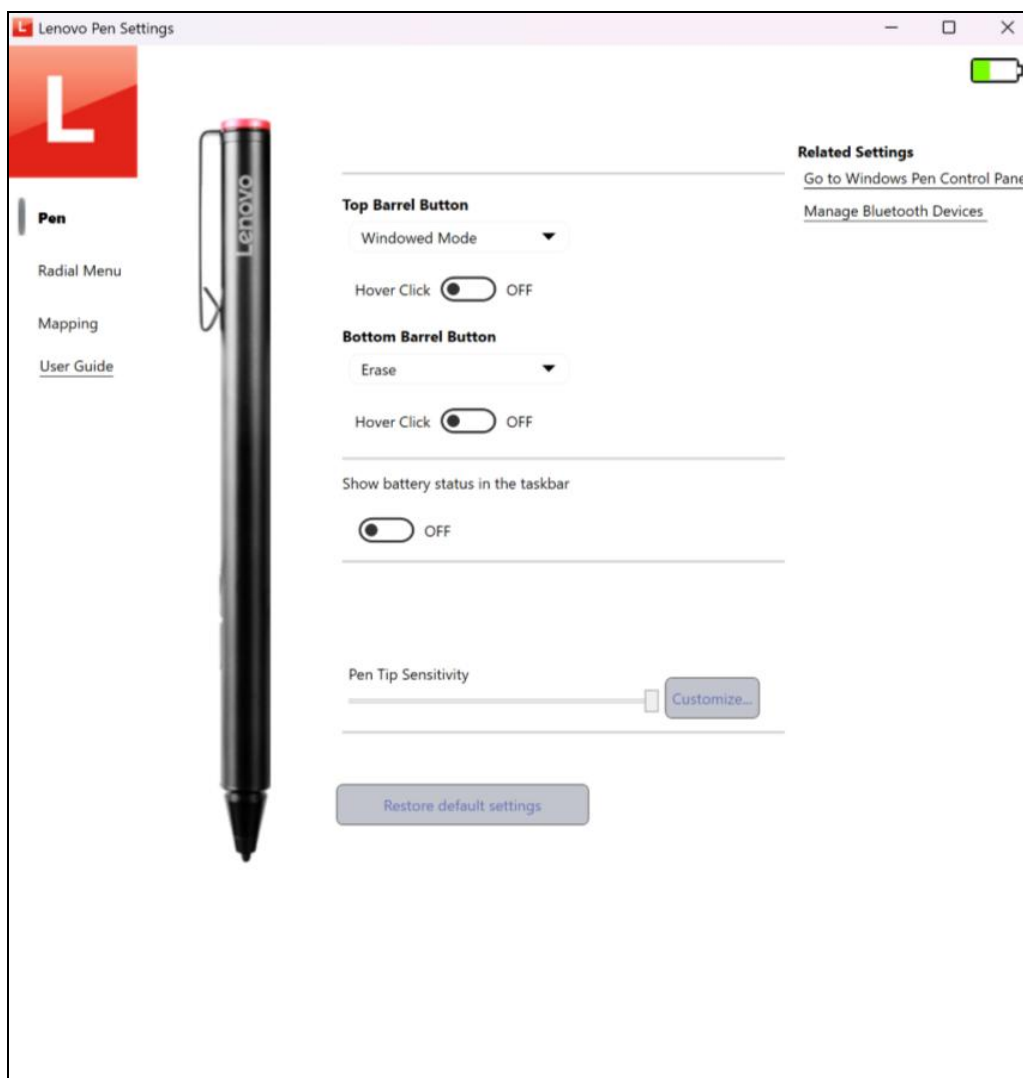 L Lenovo Pen Settings
L
Pen
Radial Menu
Mapping
User Guide
Lenovo
Top Barrel Button
Windowed Mode
Hover Click OFF
Bottom Barrel Button
Erase
Hover Click OFF
Show battery status in the taskbar
OFF
Pen Tip Sensitivity
Customize...
Restore default settings
Related Settings
Go to Windows Pen Control Pane
Manage Bluetooth Devices